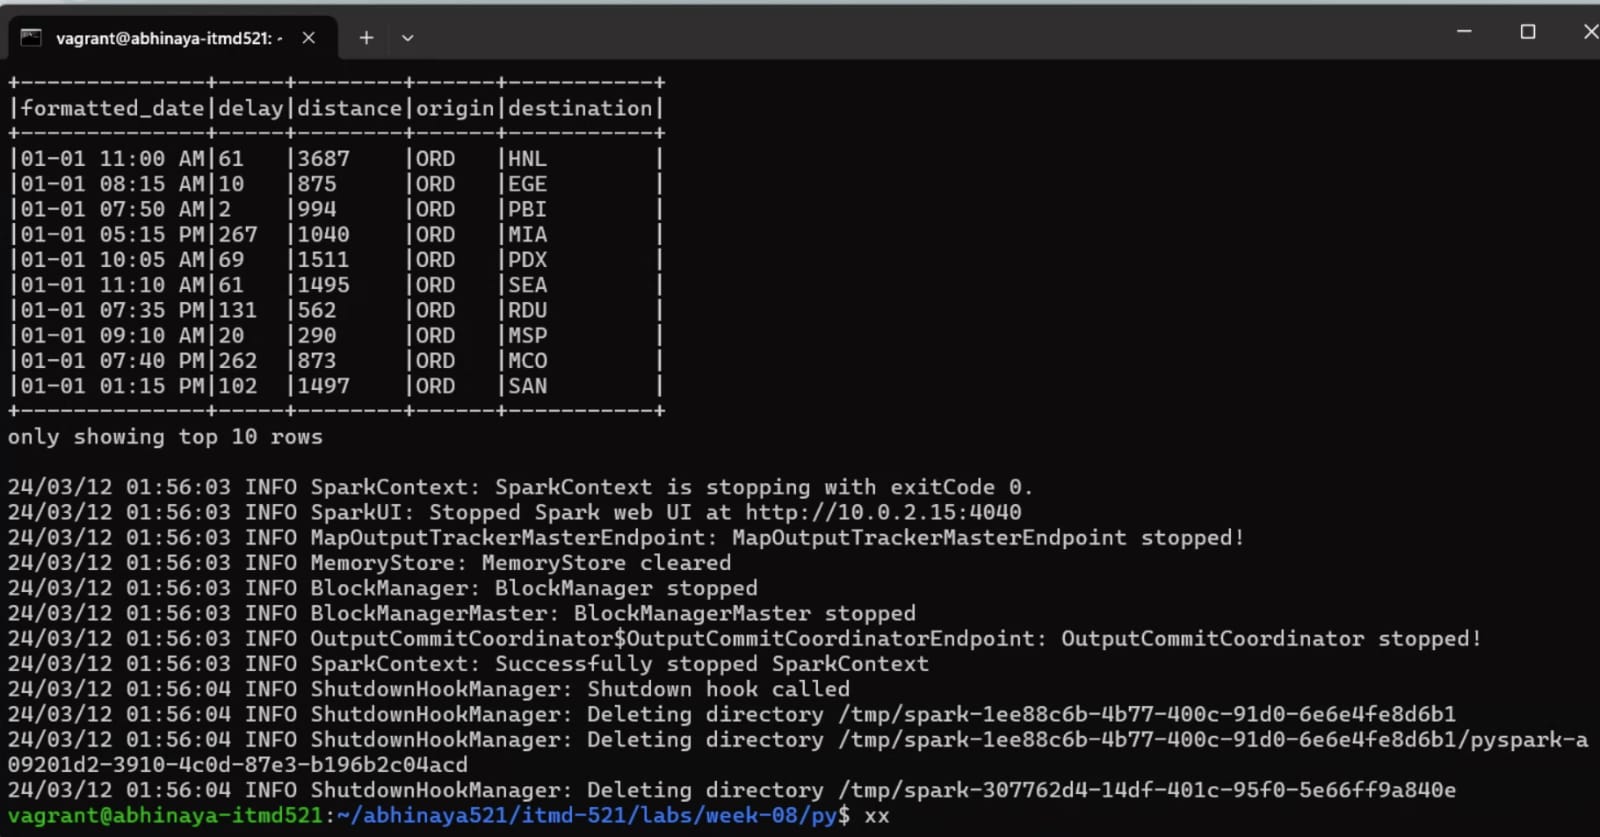 vagrant@abhinaya-itmd521: ~
+--------------+-----+--------+------+-----------+
|formatted_date|delay|distance|origin|destination|
+--------------+-----+--------+------+-----------+
|01-01 11:00 AM|61   |3687    |ORD   |HNL        |
|01-01 08:15 AM|10   |875     |ORD   |EGE        |
|01-01 07:50 AM|2    |994     |ORD   |PBI        |
|01-01 05:15 PM|267  |1040    |ORD   |MIA        |
|01-01 10:05 AM|69   |1511    |ORD   |PDX        |
|01-01 11:10 AM|61   |1495    |ORD   |SEA        |
|01-01 07:35 PM|131  |562     |ORD   |RDU        |
|01-01 09:10 AM|20   |290     |ORD   |MSP        |
|01-01 07:40 PM|262  |873     |ORD   |MCO        |
|01-01 01:15 PM|102  |1497    |ORD   |SAN        |
+--------------+-----+--------+------+-----------+
only showing top 10 rows
24/03/12 01:56:03 INFO SparkContext: SparkContext is stopping with exitCode 0.
24/03/12 01:56:03 INFO SparkUI: Stopped Spark web UI at http://10.0.2.15:4040
24/03/12 01:56:03 INFO MapOutputTrackerMasterEndpoint: MapOutputTrackerMasterEndpoint stopped!
24/03/12 01:56:03 INFO MemoryStore: MemoryStore cleared
24/03/12 01:56:03 INFO BlockManager: BlockManager stopped
24/03/12 01:56:03 INFO BlockManagerMaster: BlockManagerMaster stopped
24/03/12 01:56:03 INFO OutputCommitCoordinator$OutputCommitCoordinatorEndpoint: OutputCommitCoordinator stopped!
24/03/12 01:56:03 INFO SparkContext: Successfully stopped SparkContext
24/03/12 01:56:04 INFO ShutdownHookManager: Shutdown hook called
24/03/12 01:56:04 INFO ShutdownHookManager: Deleting directory /tmp/spark-1ee88c6b-4b77-400c-91d0-6e6e4fe8d6b1
24/03/12 01:56:04 INFO ShutdownHookManager: Deleting directory /tmp/spark-1ee88c6b-4b77-400c-91d0-6e6e4fe8d6b1/pyspark-a
09201d2-3910-4c0d-87e3-b196b2c04acd
24/03/12 01:56:04 INFO ShutdownHookManager: Deleting directory /tmp/spark-307762d4-14df-401c-95f0-5e66ff9a840e
vagrant@abhinaya-itmd521:~/abhinaya521/itmd-521/labs/week-08/py$ xx